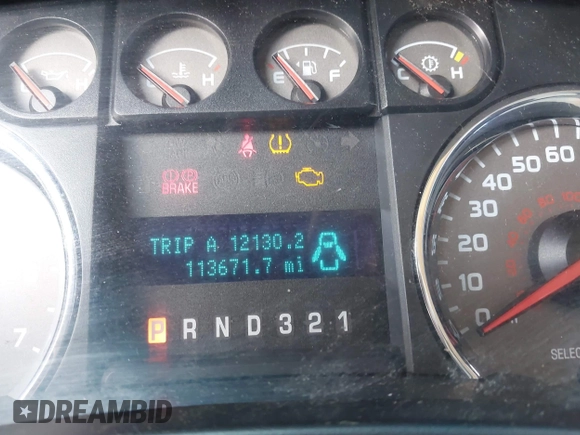 H
H
E F
C H
BRAKE
TRIP A 12130.2
113671.7 mi
P R N D 3 2 1
60
50
40
30
20
10
0
7
SELEC
DREAMBID